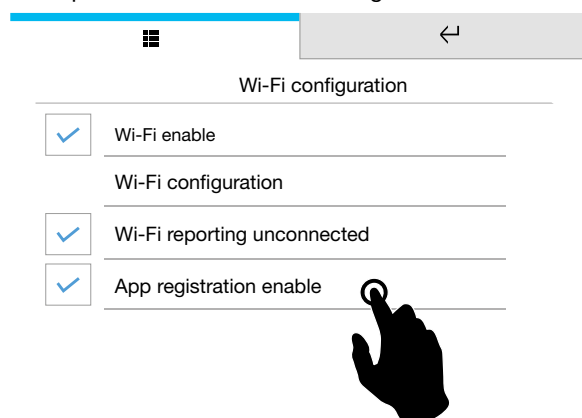 Wi-Fi configuration
Wi-Fi enable
Wi-Fi configuration
Wi-Fi reporting unconnected
App registration enable